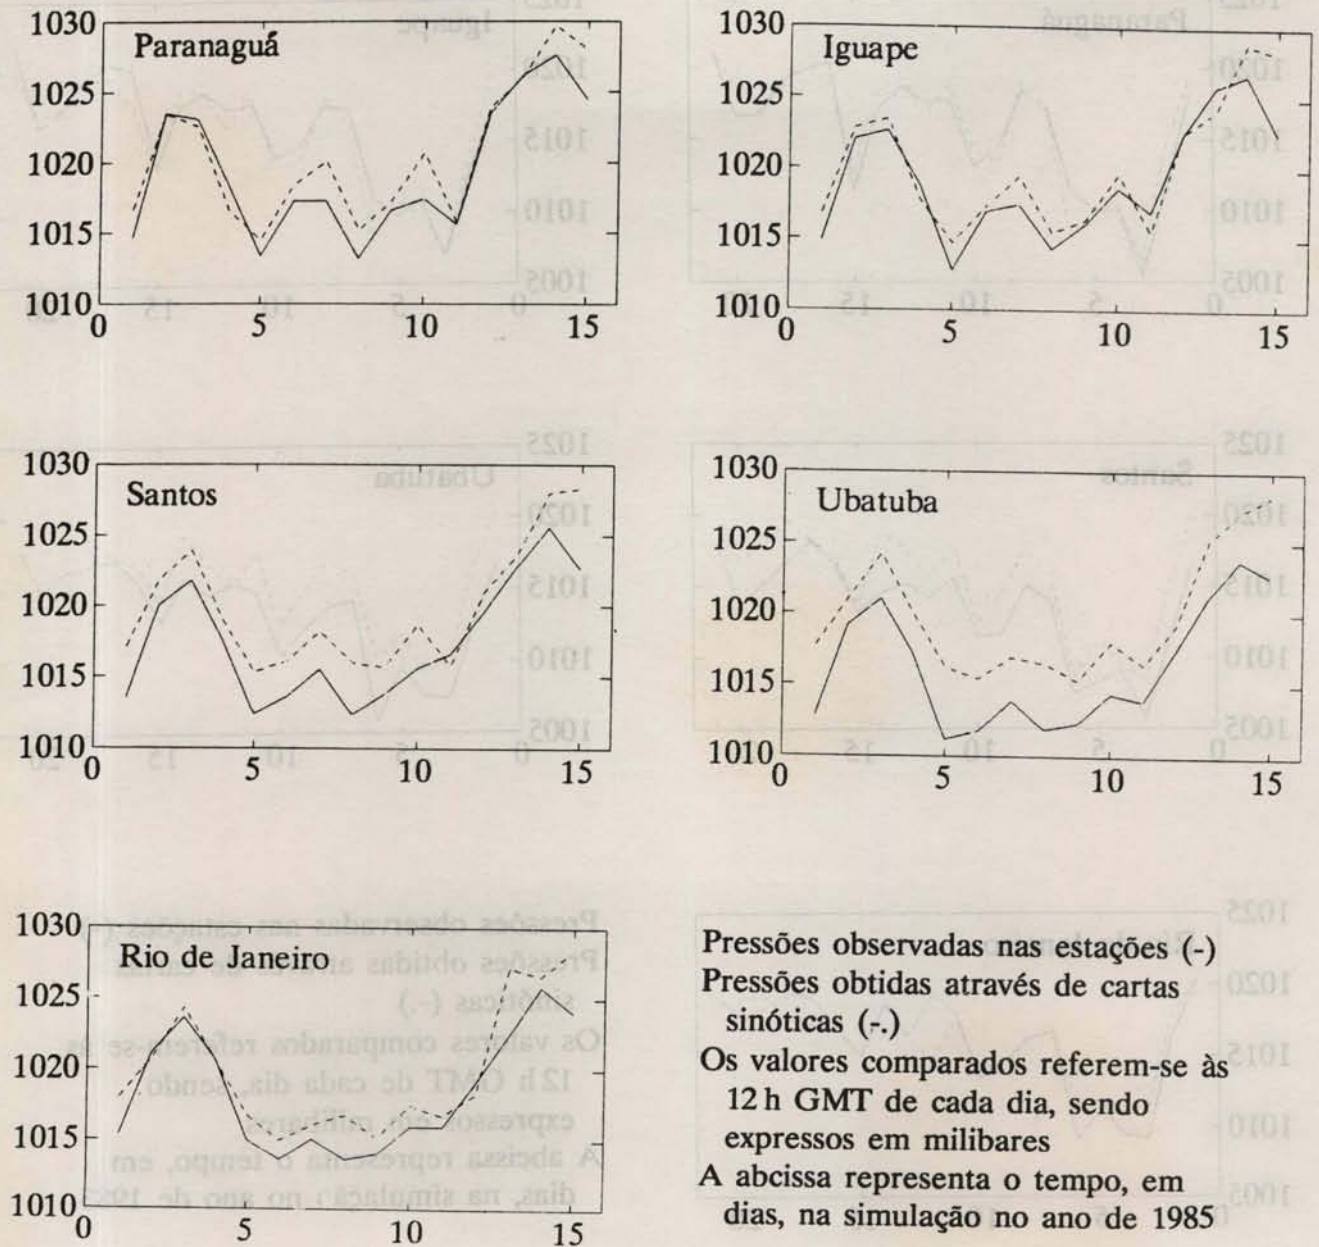 1030
Paranaguá
1025
1020
1015
1010
0 5 10 15
1030
Iguape
1025
1020
1015
1010
0 5 10 15
1030
Santos
1025
1020
1015
1010
0 5 10 15
1030
Ubatuba
1025
1020
1015
1010
0 5 10 15
1030
Rio de Janeiro
1025
1020
1015
1010
0 5 10 15
Pressões observadas nas estações (-)
Pressões obtidas através de cartas
sinóticas (-.)
Os valores comparados referem-se às
12 h GMT de cada dia, sendo
expressos em milibares
A abcissa representa o tempo, em
dias, na simulação no ano de 1985